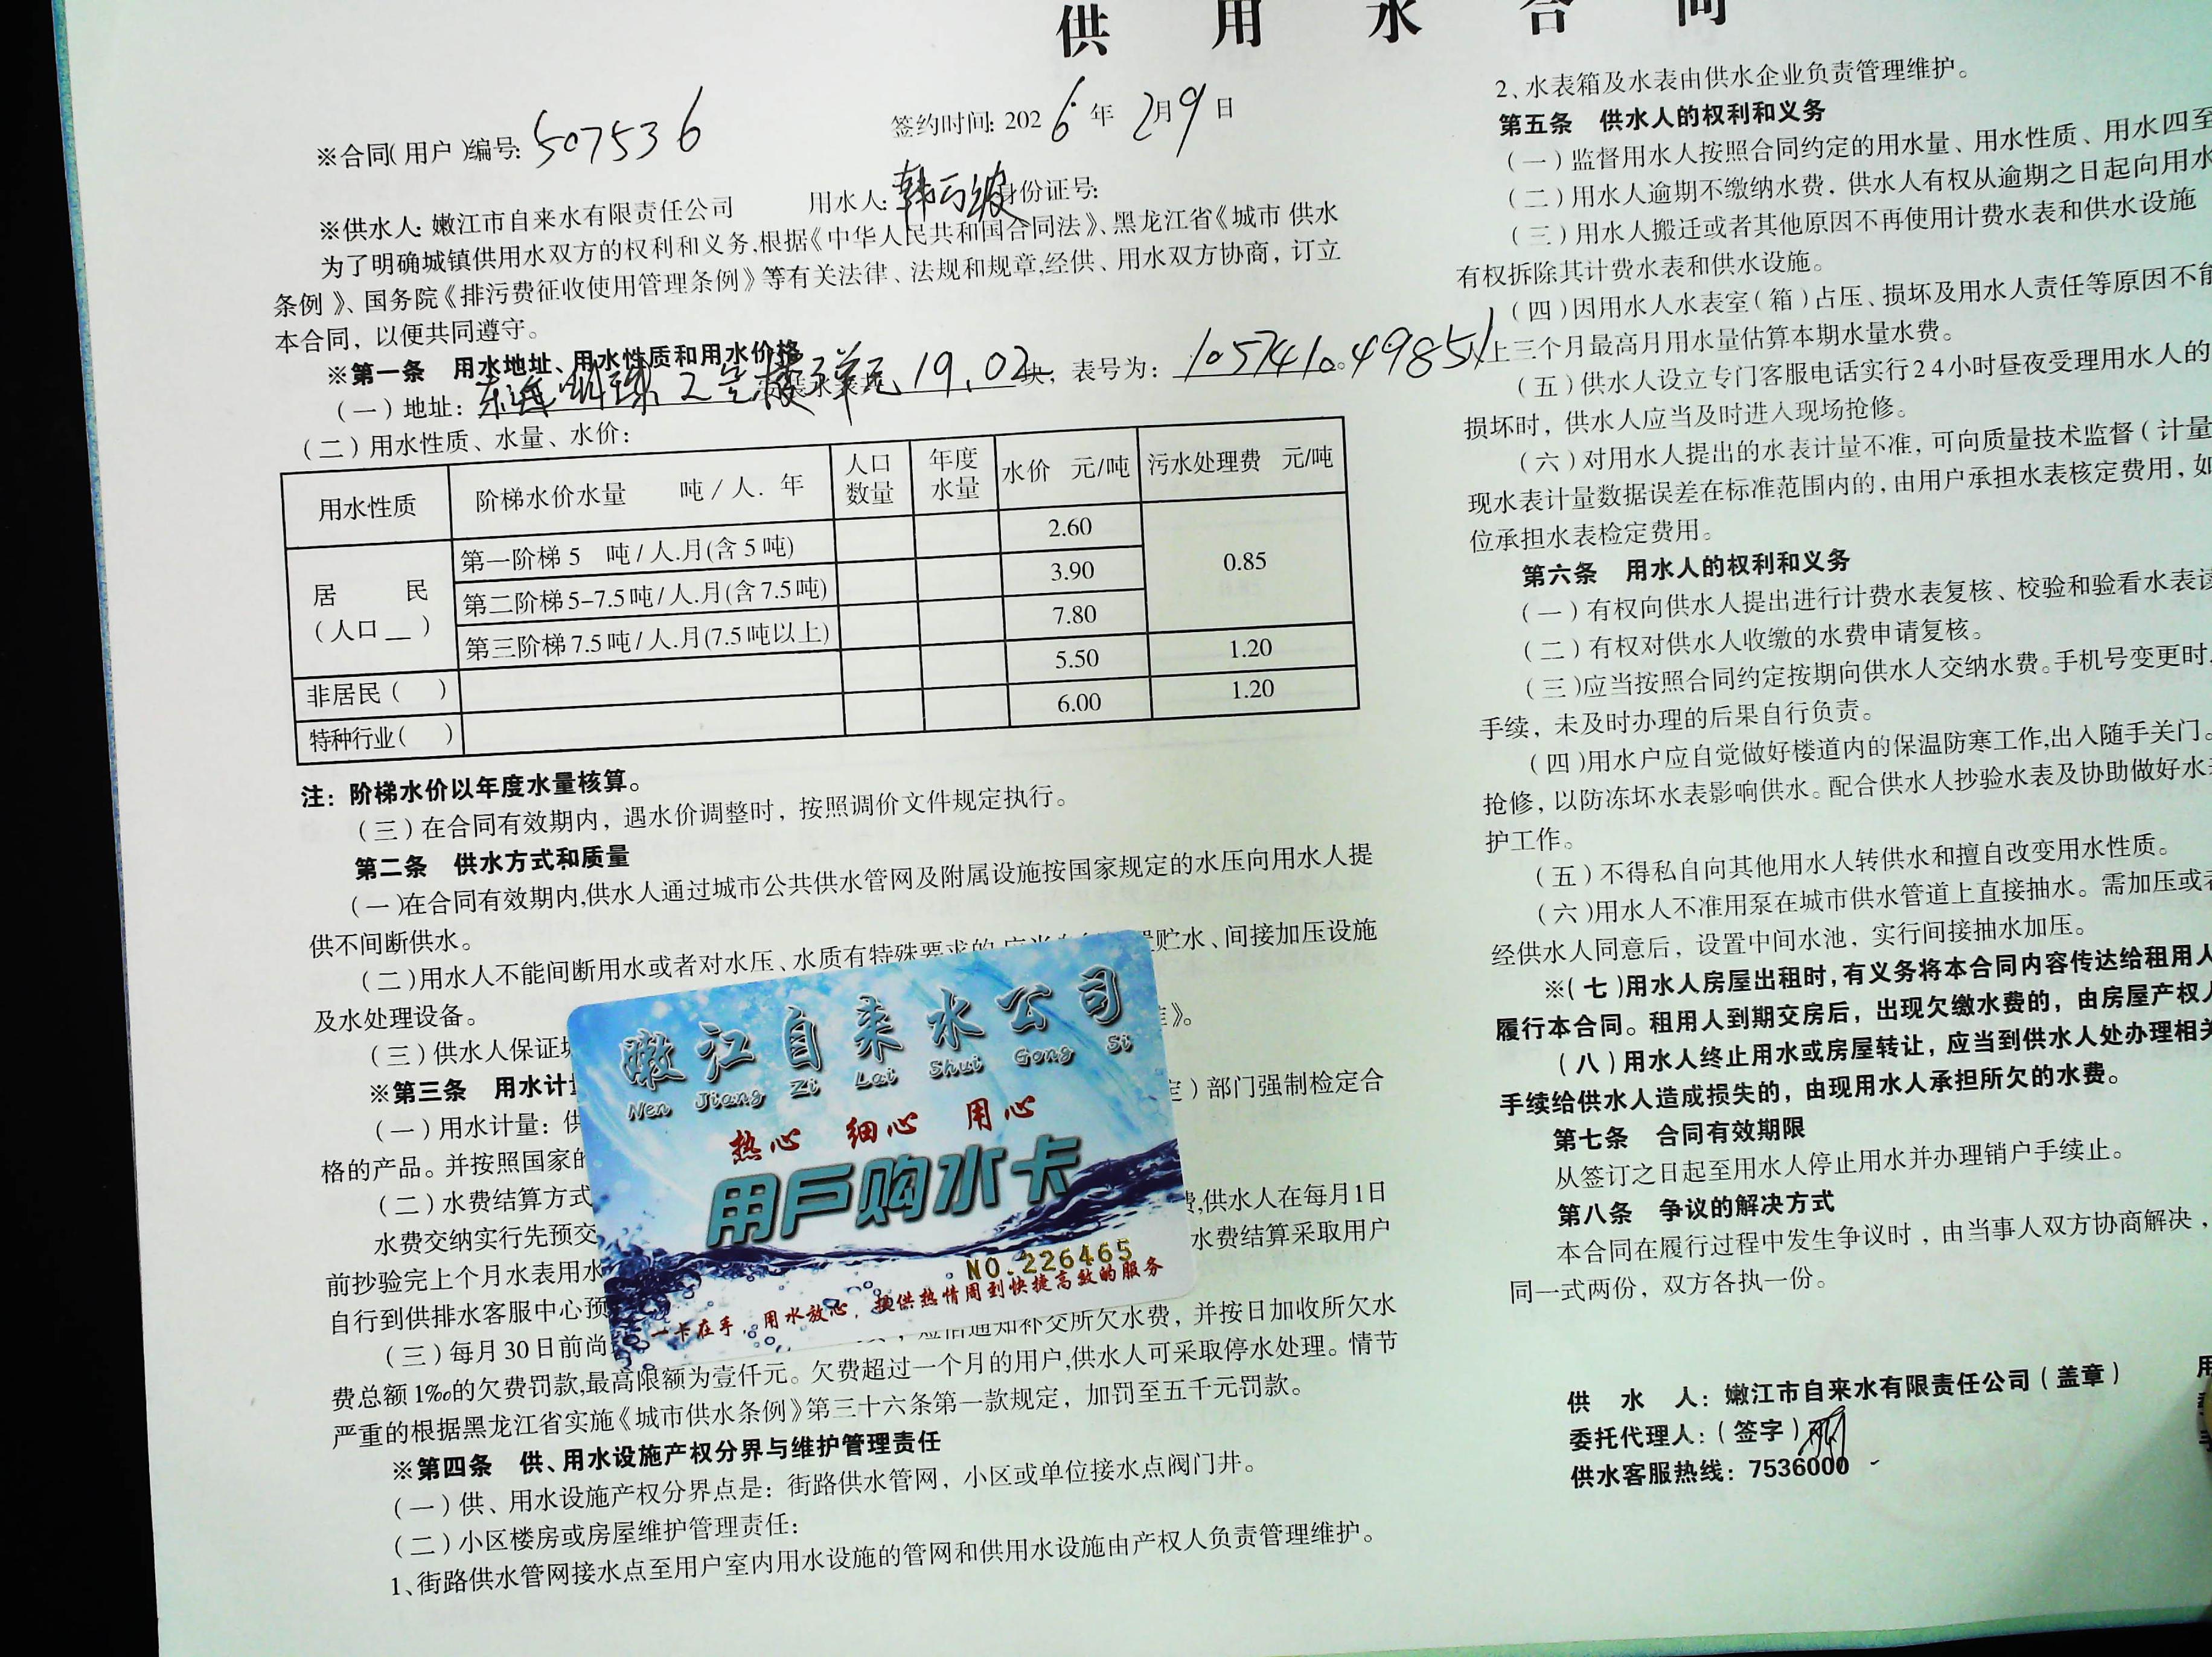 供 用 水 合 同
※合同(用户)编号: 507536
签约时间: 2026年 2月9日
※供水人: 嫩江市自来水有限责任公司 用水人: 韩 身份证号:
为了明确城镇供用水双方的权利和义务,根据《中华人民共和国合同法》、黑龙江省《城市 供水
条例》、国务院《排污费征收使用管理条例》等有关法律、法规和规章,经供、用水双方协商，订立
本合同，以便共同遵守。
※第一条 用水地址、用水性质和用水价格
(一)地址: 明珠 2号楼 单元 19.02 块，表号为: 105741049851
(二)用水性质、水量、水价：
用水性质 阶梯水价水量 吨/人. 年 人口数量 年度水量 水价 元/吨 污水处理费 元/吨
居 民 (人口__)
第一阶梯 5 吨/人.月(含 5 吨) 2.60 0.85
第二阶梯 5-7.5 吨/人.月(含 7.5 吨) 3.90
第三阶梯 7.5 吨/人.月(7.5 吨以上) 7.80
非居民( ) 5.50 1.20
特种行业( ) 6.00 1.20
注：阶梯水价以年度水量核算。
(三)在合同有效期内，遇水价调整时，按照调价文件规定执行。
第二条 供水方式和质量
(一)在合同有效期内,供水人通过城市公共供水管网及附属设施按国家规定的水压向用水人提
供不间断供水。
(二)用水人不能间断用水或者对水压、水质有特殊要求的 贮水、间接加压设施
及水处理设备。
(三)供水人保证 》。
※第三条 用水计
(一)用水计量：供 )部门强制检定合
格的产品。并按照国家的
(二)水费结算方式
水费交纳实行先预交 费,供水人在每月1日
前抄验完上个月水表用水 水费结算采取用户
自行到供排水客服中心预
(三)每月 30 日前尚 短信通知补交所欠水费，并按日加收所欠水
费总额 1‰的欠费罚款,最高限额为壹仟元。欠费超过一个月的用户,供水人可采取停水处理。情节
严重的根据黑龙江省实施《城市供水条例》第三十六条第一款规定，加罚至五千元罚款。
※第四条 供、用水设施产权分界与维护管理责任
(一)供、用水设施产权分界点是：街路供水管网，小区或单位接水点阀门井。
(二)小区楼房或房屋维护管理责任：
1、街路供水管网接水点至用户室内用水设施的管网和供用水设施由产权人负责管理维护。
嫩江自来水公司
Nen Jiang Zi Lai Shui Gong Si
热心 细心 用心
用户购水卡
NO.226465
一卡在手，用水放心，提供热情周到快捷高效的服务
2、水表箱及水表由供水企业负责管理维护。
第五条 供水人的权利和义务
(一)监督用水人按照合同约定的用水量、用水性质、用水四至
(二)用水人逾期不缴纳水费，供水人有权从逾期之日起向用水
(三)用水人搬迁或者其他原因不再使用计费水表和供水设施
有权拆除其计费水表和供水设施。
(四)因用水人水表室(箱)占压、损坏及用水人责任等原因不能
上三个月最高月用水量估算本期水量水费。
(五)供水人设立专门客服电话实行24小时昼夜受理用水人的
损坏时，供水人应当及时进入现场抢修。
(六)对用水人提出的水表计量不准，可向质量技术监督(计量
现水表计量数据误差在标准范围内的,由用户承担水表核定费用，如
位承担水表检定费用。
第六条 用水人的权利和义务
(一)有权向供水人提出进行计费水表复核、校验和验看水表读
(二)有权对供水人收缴的水费申请复核。
(三)应当按照合同约定按期向供水人交纳水费。手机号变更时,
手续，未及时办理的后果自行负责。
(四)用水户应自觉做好楼道内的保温防寒工作,出入随手关门。
抢修，以防冻坏水表影响供水。配合供水人抄验水表及协助做好水
护工作。
(五)不得私自向其他用水人转供水和擅自改变用水性质。
(六)用水人不准用泵在城市供水管道上直接抽水。需加压或者
经供水人同意后，设置中间水池，实行间接抽水加压。
※(七)用水人房屋出租时,有义务将本合同内容传达给租用人
履行本合同。租用人到期交房后，出现欠缴水费的，由房屋产权人
(八)用水人终止用水或房屋转让，应当到供水人处办理相关
手续给供水人造成损失的，由现用水人承担所欠的水费。
第七条 合同有效期限
从签订之日起至用水人停止用水并办理销户手续止。
第八条 争议的解决方式
本合同在履行过程中发生争议时，由当事人双方协商解决，
同一式两份，双方各执一份。
供 水 人：嫩江市自来水有限责任公司(盖章)
委托代理人：(签字)
供水客服热线：7536000